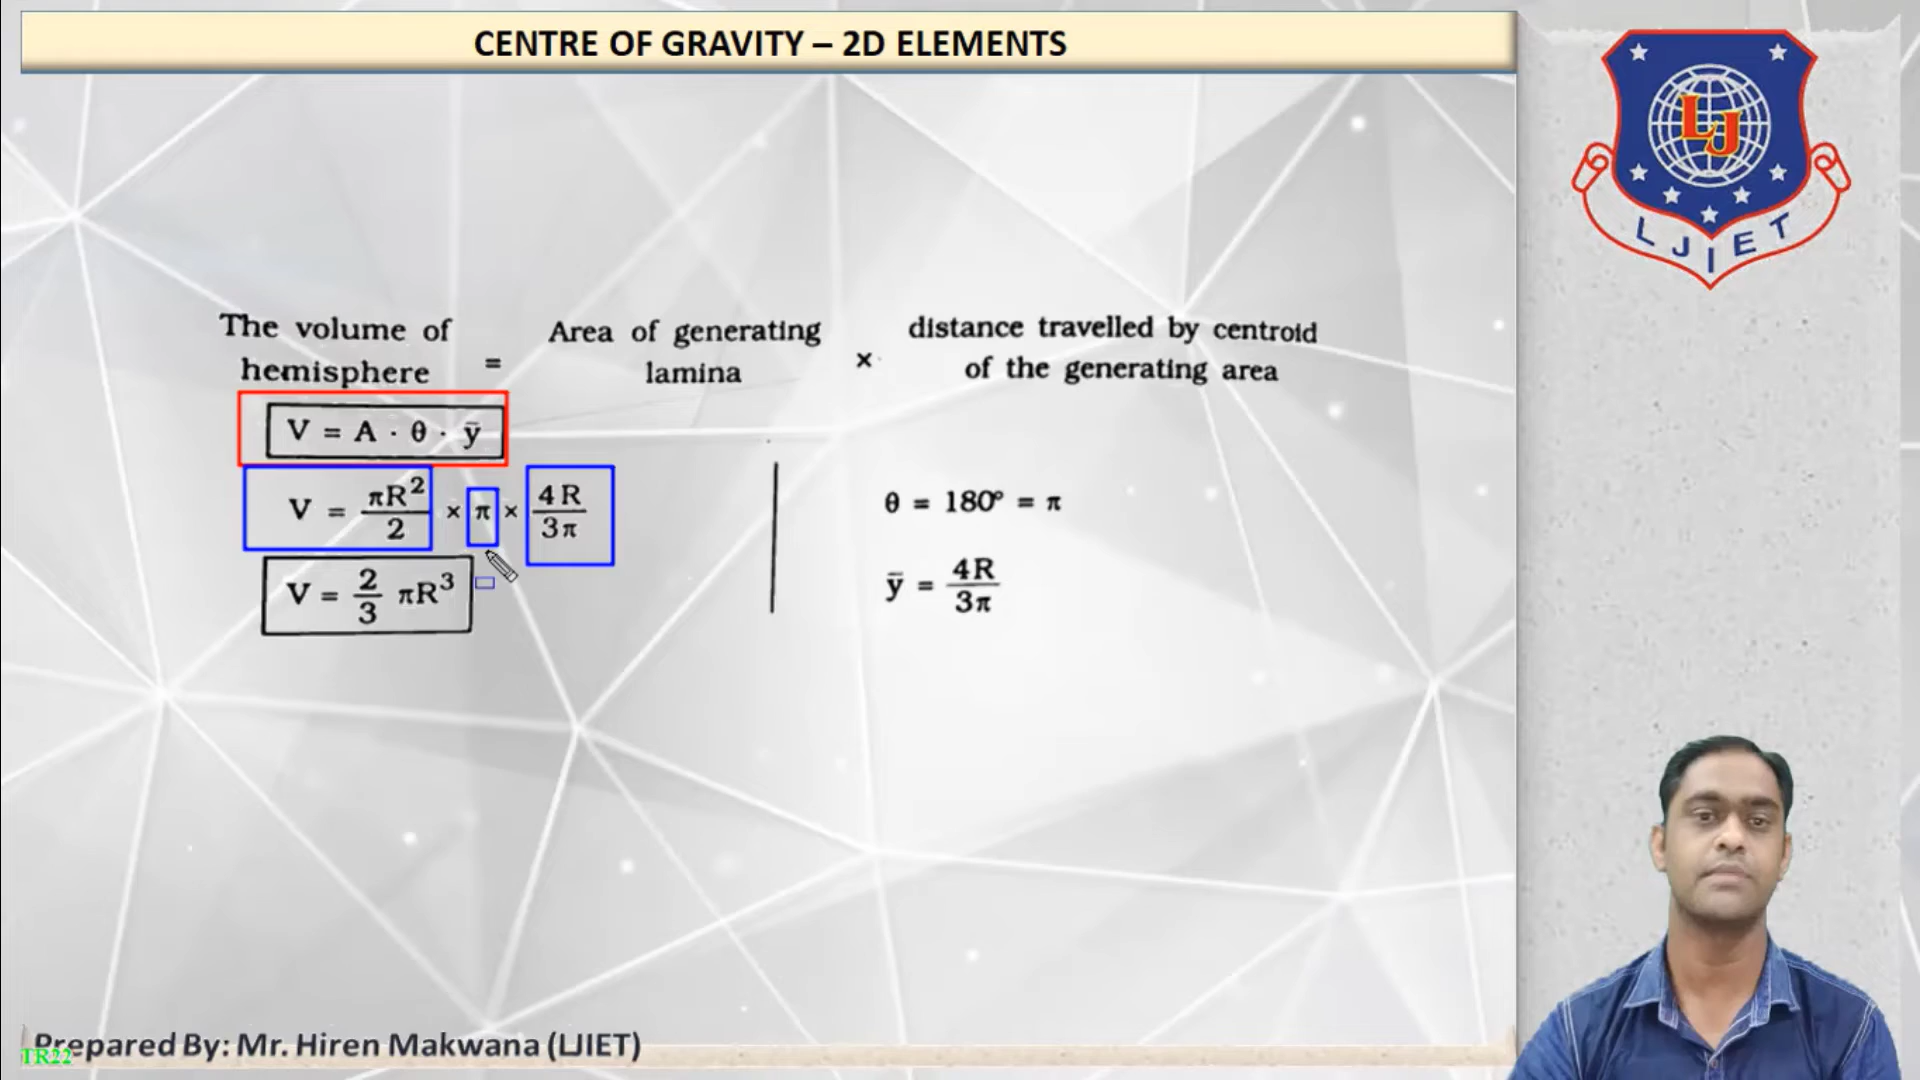 CENTRE OF GRAVITY – 2D ELEMENTS
LJ
LJIET
The volume of hemisphere = Area of generating lamina × distance travelled by centroid of the generating area
V = A · θ · ȳ
V = πR²/2 × π × 4R/3π
V = 2/3 πR³
θ = 180° = π
ȳ = 4R/3π
Prepared By: Mr. Hiren Makwana (LJIET)
TR22